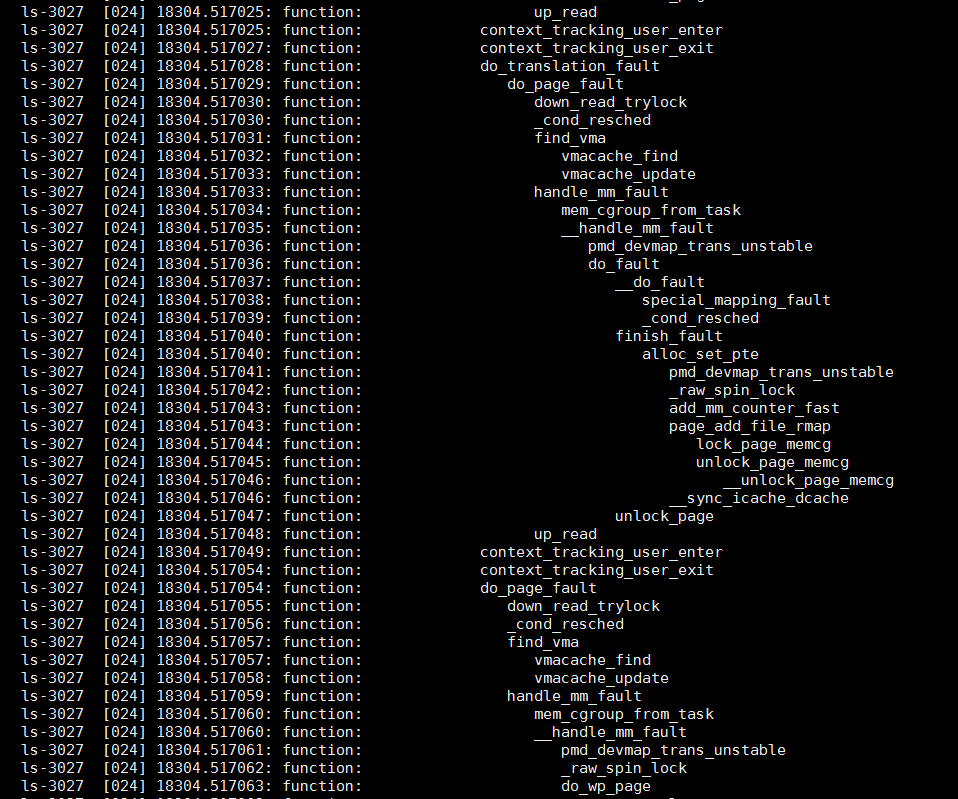 ls-3027 [024] 18304.517025: function: up_read
ls-3027 [024] 18304.517025: function: context_tracking_user_enter
ls-3027 [024] 18304.517027: function: context_tracking_user_exit
ls-3027 [024] 18304.517028: function: do_translation_fault
ls-3027 [024] 18304.517029: function: do_page_fault
ls-3027 [024] 18304.517030: function: down_read_trylock
ls-3027 [024] 18304.517030: function: _cond_resched
ls-3027 [024] 18304.517031: function: find_vma
ls-3027 [024] 18304.517032: function: vmacache_find
ls-3027 [024] 18304.517033: function: vmacache_update
ls-3027 [024] 18304.517033: function: handle_mm_fault
ls-3027 [024] 18304.517034: function: mem_cgroup_from_task
ls-3027 [024] 18304.517035: function: __handle_mm_fault
ls-3027 [024] 18304.517036: function: pmd_devmap_trans_unstable
ls-3027 [024] 18304.517036: function: do_fault
ls-3027 [024] 18304.517037: function: __do_fault
ls-3027 [024] 18304.517038: function: special_mapping_fault
ls-3027 [024] 18304.517039: function: _cond_resched
ls-3027 [024] 18304.517040: function: finish_fault
ls-3027 [024] 18304.517040: function: alloc_set_pte
ls-3027 [024] 18304.517041: function: pmd_devmap_trans_unstable
ls-3027 [024] 18304.517042: function: _raw_spin_lock
ls-3027 [024] 18304.517043: function: add_mm_counter_fast
ls-3027 [024] 18304.517043: function: page_add_file_rmap
ls-3027 [024] 18304.517044: function: lock_page_memcg
ls-3027 [024] 18304.517045: function: unlock_page_memcg
ls-3027 [024] 18304.517046: function: __unlock_page_memcg
ls-3027 [024] 18304.517046: function: __sync_icache_dcache
ls-3027 [024] 18304.517047: function: unlock_page
ls-3027 [024] 18304.517048: function: up_read
ls-3027 [024] 18304.517049: function: context_tracking_user_enter
ls-3027 [024] 18304.517054: function: context_tracking_user_exit
ls-3027 [024] 18304.517054: function: do_page_fault
ls-3027 [024] 18304.517055: function: down_read_trylock
ls-3027 [024] 18304.517056: function: _cond_resched
ls-3027 [024] 18304.517057: function: find_vma
ls-3027 [024] 18304.517057: function: vmacache_find
ls-3027 [024] 18304.517058: function: vmacache_update
ls-3027 [024] 18304.517059: function: handle_mm_fault
ls-3027 [024] 18304.517060: function: mem_cgroup_from_task
ls-3027 [024] 18304.517060: function: __handle_mm_fault
ls-3027 [024] 18304.517061: function: pmd_devmap_trans_unstable
ls-3027 [024] 18304.517062: function: _raw_spin_lock
ls-3027 [024] 18304.517063: function: do_wp_page